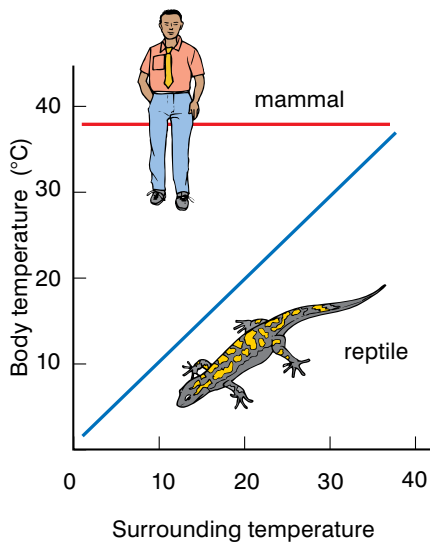 mammal
40
30
20
10
Body temperature (°C)
reptile
0 10 20 30 40
Surrounding temperature